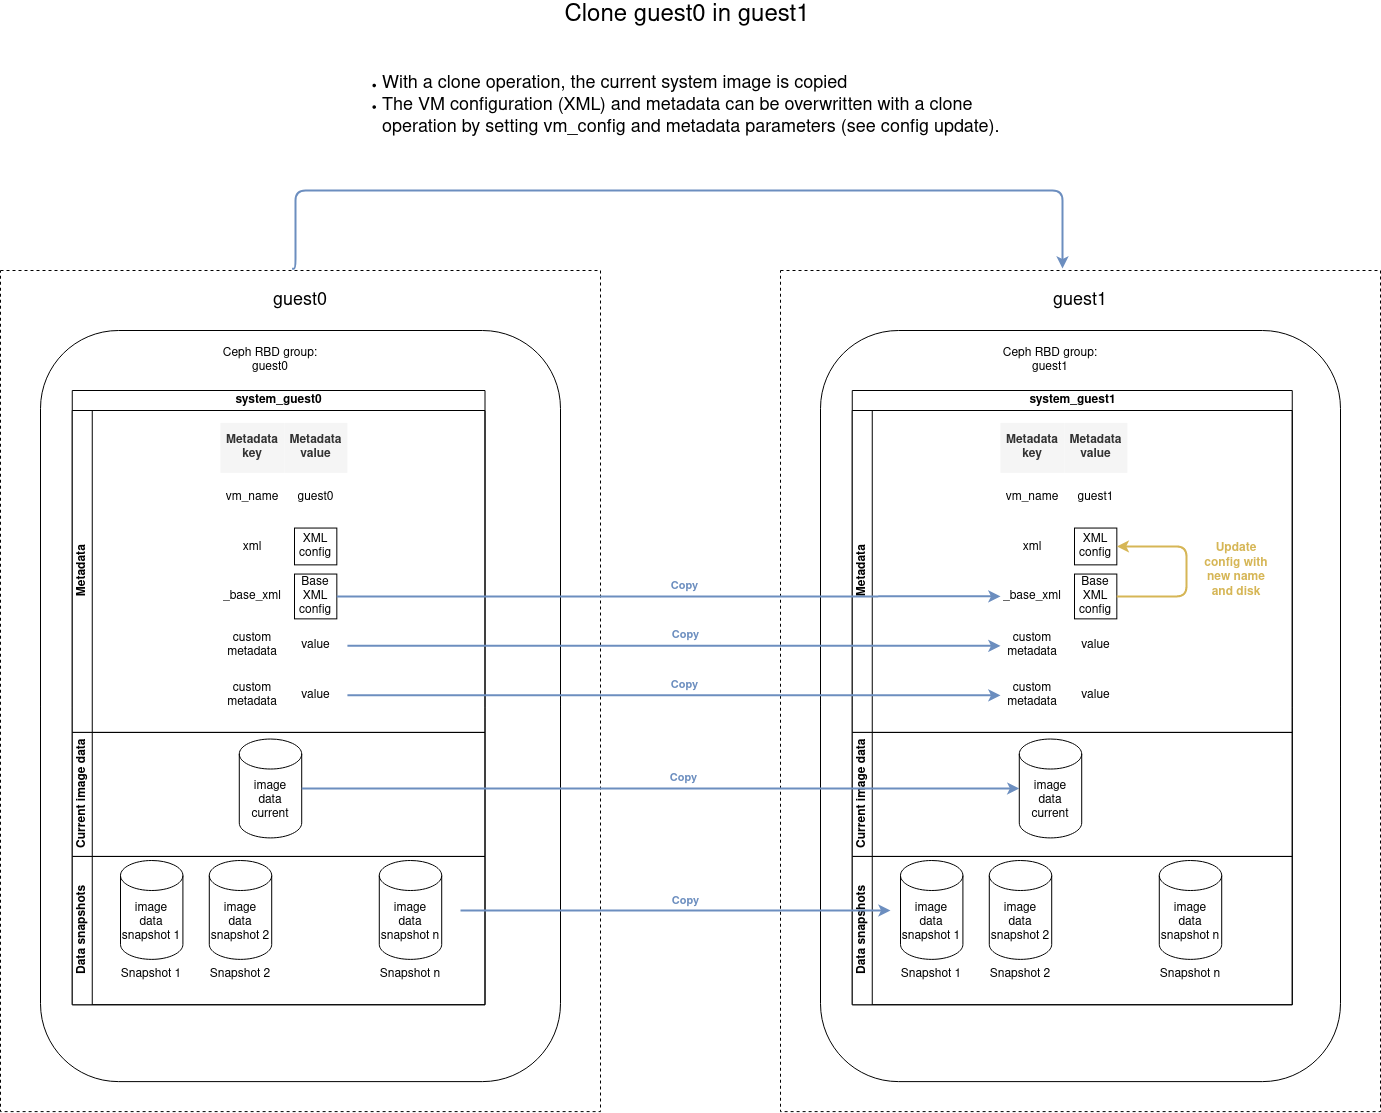 Clone guest0 in guest1
• With a clone operation, the current system image is copied
• The VM configuration (XML) and metadata can be overwritten with a clone
operation by setting vm_config and metadata parameters (see config update).
guest0
Ceph RBD group:
guest0
system_guest0
Metadata
Metadata
key
Metadata
value
vm_name
guest0
xml
XML
config
_base_xml
Base
XML
config
custom
metadata
value
custom
metadata
value
Current image data
image
data
current
Data snapshots
image
data
snapshot 1
Snapshot 1
image
data
snapshot 2
Snapshot 2
image
data
snapshot n
Snapshot n
Copy
Copy
Copy
Copy
Copy
guest1
Ceph RBD group:
guest1
system_guest1
Metadata
Metadata
key
Metadata
value
vm_name
guest1
xml
XML
config
_base_xml
Base
XML
config
Update
config with
new name
and disk
custom
metadata
value
custom
metadata
value
Current image data
image
data
current
Data snapshots
image
data
snapshot 1
Snapshot 1
image
data
snapshot 2
Snapshot 2
image
data
snapshot n
Snapshot n